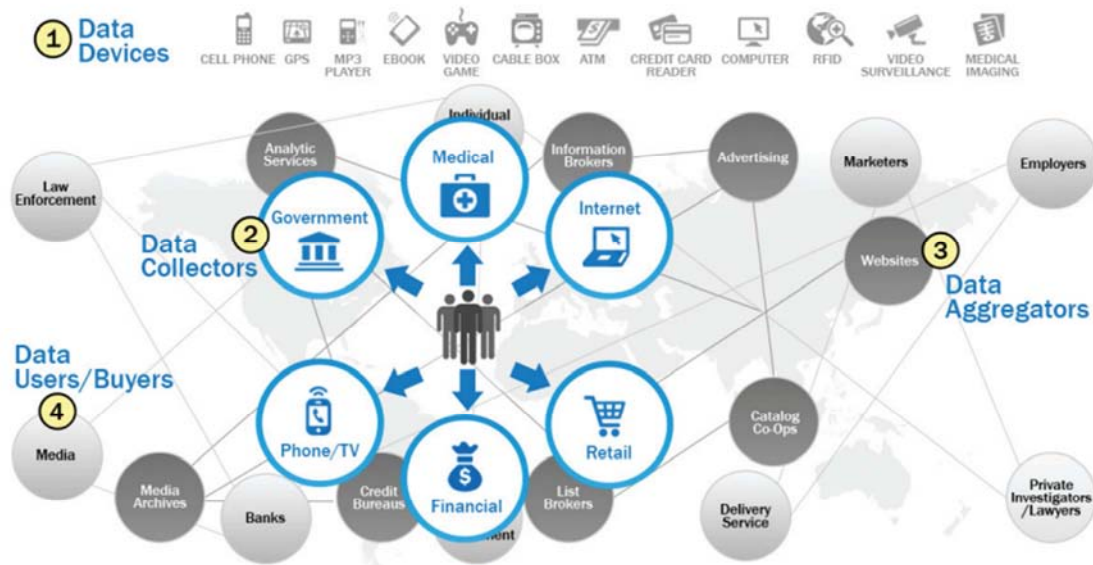 1 Data
Devices
CELL PHONE
GPS
MP3
PLAYER
EBOOK
VIDEO
GAME
CABLE BOX
ATM
CREDIT CARD
READER
COMPUTER
RFID
VIDEO
SURVEILLANCE
MEDICAL
IMAGING
Individual
Analytic
Services
Medical
Information
Brokers
Advertising
Marketers
Employers
Law
Enforcement
Government
2
Data
Collectors
Internet
Websites
3
Data
Aggregators
Data
Users/Buyers
4
Media
Phone/TV
$
Financial
Retail
Catalog
Co-Ops
Media
Archives
Banks
Credit
Bureaus
List
Brokers
Delivery
Service
Private
Investigators
/Lawyers